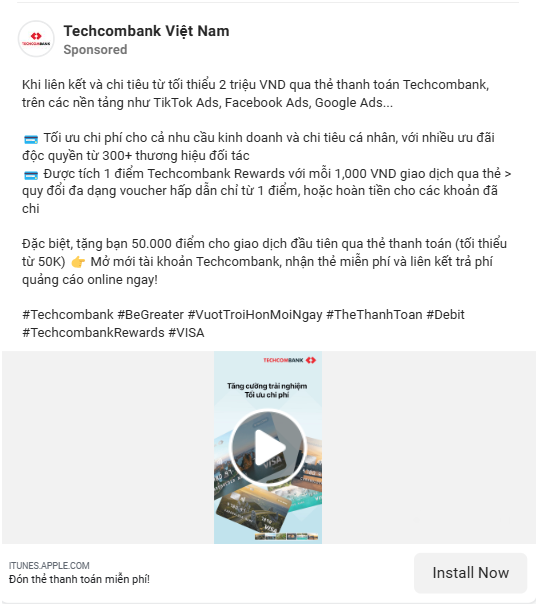 Techcombank Việt Nam
Sponsored
Khi liên kết và chi tiêu từ tối thiểu 2 triệu VND qua thẻ thanh toán Techcombank,
trên các nền tảng như TikTok Ads, Facebook Ads, Google Ads...
Tối ưu chi phí cho cả nhu cầu kinh doanh và chi tiêu cá nhân, với nhiều ưu đãi
độc quyền từ 300+ thương hiệu đối tác
Được tích 1 điểm Techcombank Rewards với mỗi 1,000 VND giao dịch qua thẻ >
quy đổi đa dạng voucher hấp dẫn chỉ từ 1 điểm, hoặc hoàn tiền cho các khoản đã
chi
Đặc biệt, tặng bạn 50.000 điểm cho giao dịch đầu tiên qua thẻ thanh toán (tối thiểu
từ 50K) 👉 Mở mới tài khoản Techcombank, nhận thẻ miễn phí và liên kết trả phí
quảng cáo online ngay!
#Techcombank #BeGreater #VuotTroiHonMoiNgay #TheThanhToan #Debit
#TechcombankRewards #VISA
TECHCOMBANK
Tăng cường trải nghiệm
Tối ưu chi phí
VISA
VISA
ITUNES.APPLE.COM
Đón thẻ thanh toán miễn phí!
Install Now